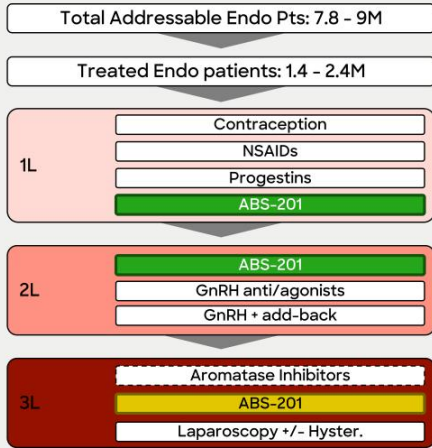 Total Addressable Endo Pts: 7.8 - 9M
Treated Endo patients: 1.4 - 2.4M
1L
Contraception
NSAIDs
Progestins
ABS-201
2L
ABS-201
GnRH anti/agonists
GnRH + add-back
3L
Aromatase Inhibitors
ABS-201
Laparoscopy +/- Hyster.